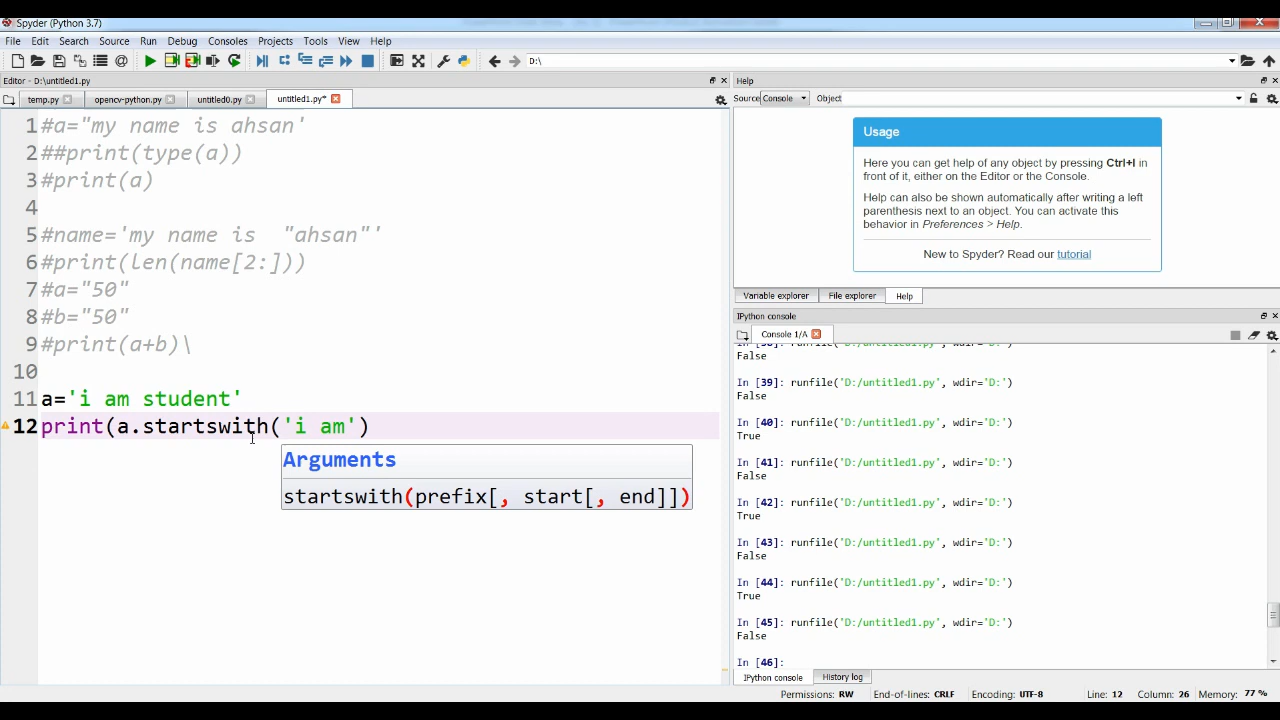 Spyder (Python 3.7)
File Edit Search Source Run Debug Consoles Projects Tools View Help
D:\
Editor - D:\untitled1.py
temp.py opencv-python.py untitled0.py untitled1.py*
1 #a="my name is ahsan'
2 ##print(type(a))
3 #print(a)
4
5 #name='my name is  "ahsan"'
6 #print(len(name[2:]))
7 #a="50"
8 #b="50"
9 #print(a+b)\
10
11 a='i am student'
12 print(a.startswith('i am')
Arguments
startswith(prefix[, start[, end]])
Help
Source Console Object
Usage
Here you can get help of any object by pressing Ctrl+I in
front of it, either on the Editor or the Console.
Help can also be shown automatically after writing a left
parenthesis next to an object. You can activate this
behavior in Preferences > Help.
New to Spyder? Read our tutorial
Variable explorer File explorer Help
IPython console
Console 1/A
runfile('D:/untitled1.py', wdir='D:')
False
In [39]: runfile('D:/untitled1.py', wdir='D:')
False
In [40]: runfile('D:/untitled1.py', wdir='D:')
True
In [41]: runfile('D:/untitled1.py', wdir='D:')
False
In [42]: runfile('D:/untitled1.py', wdir='D:')
True
In [43]: runfile('D:/untitled1.py', wdir='D:')
False
In [44]: runfile('D:/untitled1.py', wdir='D:')
True
In [45]: runfile('D:/untitled1.py', wdir='D:')
False
In [46]:
IPython console History log
Permissions: RW End-of-lines: CRLF Encoding: UTF-8 Line: 12 Column: 26 Memory: 77 %